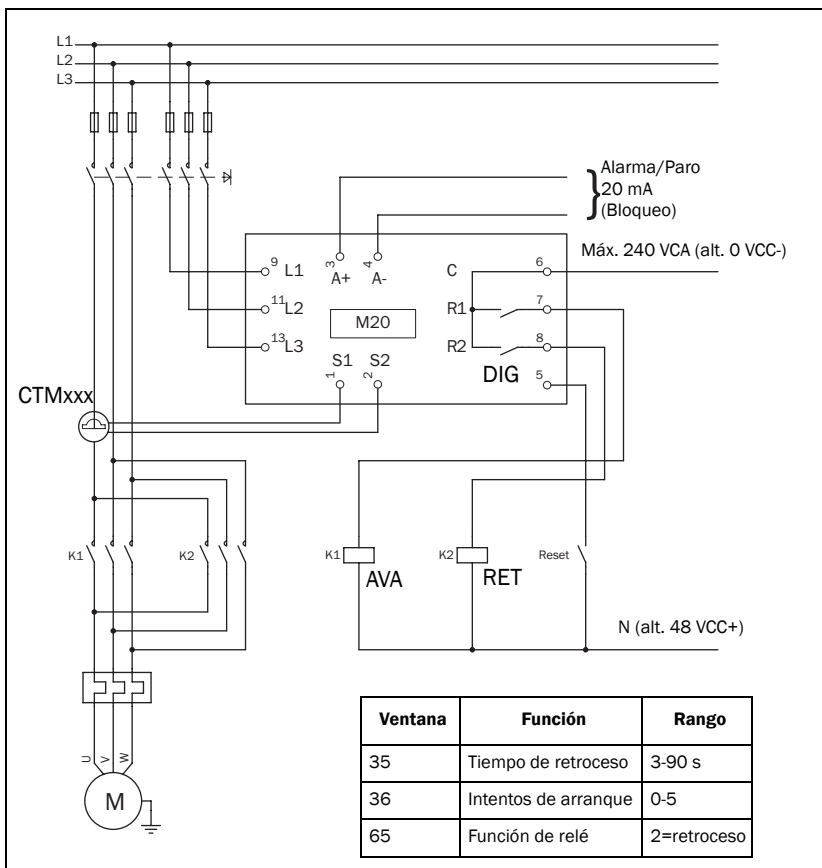 L1
L2
L3
Alarma/Paro
20 mA
(Bloqueo)
Máx. 240 VCA (alt. 0 VCC-)
9 L1
3 A+
4 A-
C 6
11 L2
R1 7
M20
13 L3
R2 8
S1 S2
1 2
DIG 5
CTMxxx
K1 K2
K1 AVA
K2 RET
Reset
N (alt. 48 VCC+)
U V W
M
Ventana Función Rango
35 Tiempo de retroceso 3-90 s
36 Intentos de arranque 0-5
65 Función de relé 2=retroceso